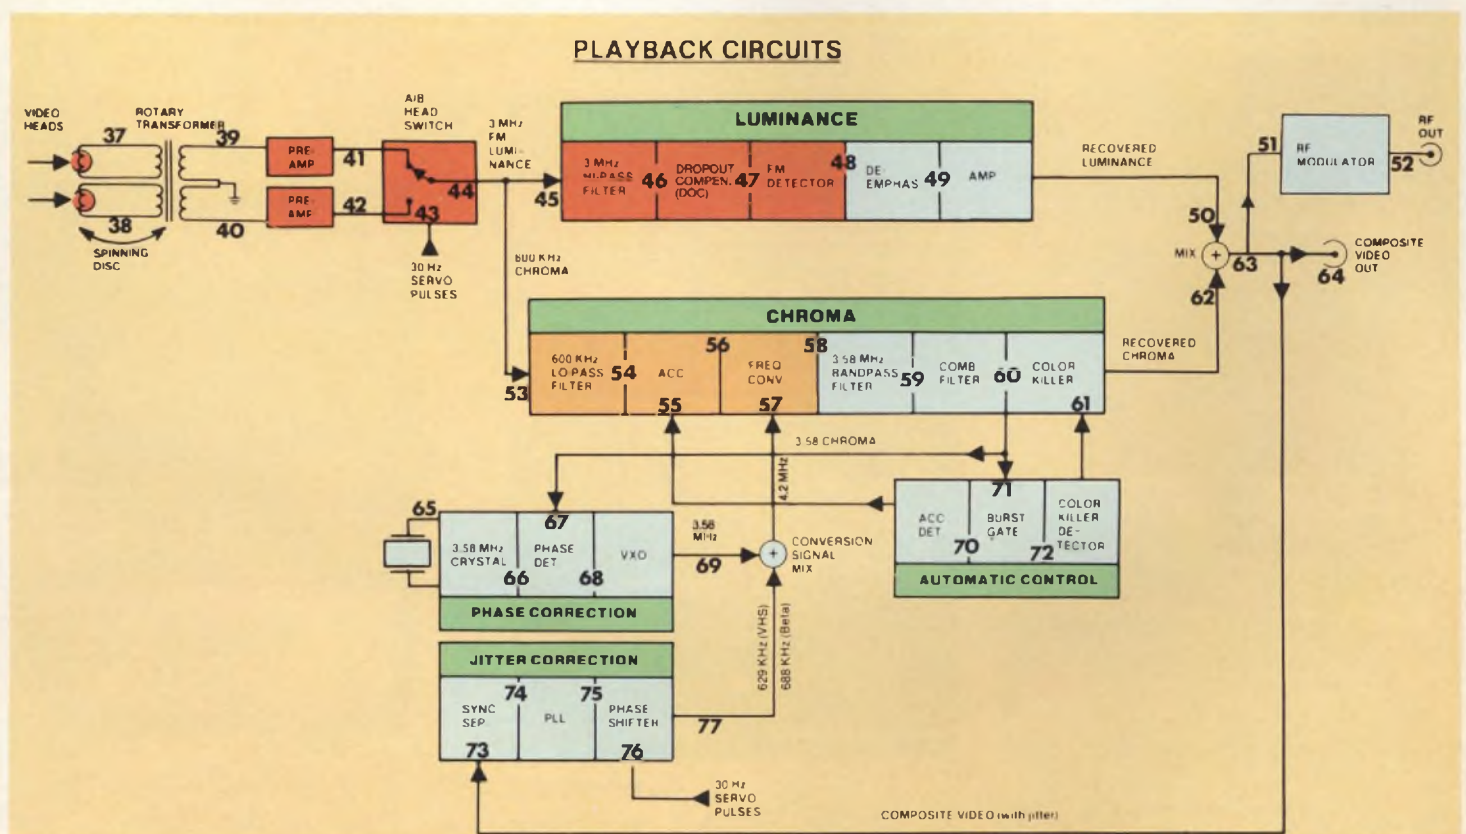 PLAYBACK CIRCUITS
VIDEO
HEADS
37
38
SPINNING
DISC
ROTARY
TRANSFORMER
39
40
PRE-
AMP
41
PRE-
AMP
42
A/B
HEAD
SWITCH
44
43
30 Hz
SERVO
PULSES
3 MHz
FM
LUMI-
NANCE
45
600 KHz
CHROMA
LUMINANCE
3 MHz
HI-PASS
FILTER
46
DROPOUT
COMPEN.
(DOC)
47
FM
DETECTOR
48
DE-
EMPHAS
49
AMP
RECOVERED
LUMINANCE
50
MIX
+
62
63
51
RF
MODULATOR
52
RF
OUT
COMPOSITE
VIDEO
OUT
64
CHROMA
53
600 KHz
LO-PASS
FILTER
54
ACC
55
56
FREQ
CONV
57
58
3.58 MHz
BANDPASS
FILTER
59
COMB
FILTER
60
COLOR
KILLER
61
RECOVERED
CHROMA
3.58 CHROMA
4.2 MHz
65
3.58 MHz
CRYSTAL
66
67
PHASE
DET
68
VXO
PHASE CORRECTION
3.58
MHz
69
+
CONVERSION
SIGNAL
MIX
ACC
DET
70
71
BURST
GATE
72
COLOR
KILLER
DE-
TECTOR
AUTOMATIC CONTROL
629 KHz (VHS)
688 KHz (Beta)
JITTER CORRECTION
SYNC
SEP
73
74
PLL
75
PHASE
SHIFTER
76
77
30 Hz
SERVO
PULSES
COMPOSITE VIDEO (with jitter)